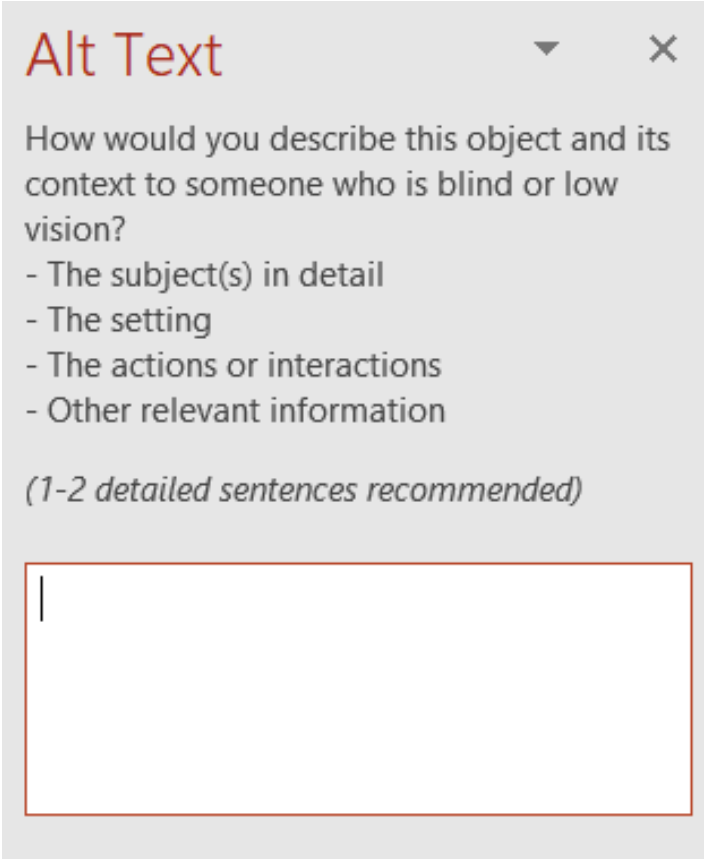 Alt Text
How would you describe this object and its
context to someone who is blind or low
vision?
- The subject(s) in detail
- The setting
- The actions or interactions
- Other relevant information
(1-2 detailed sentences recommended)